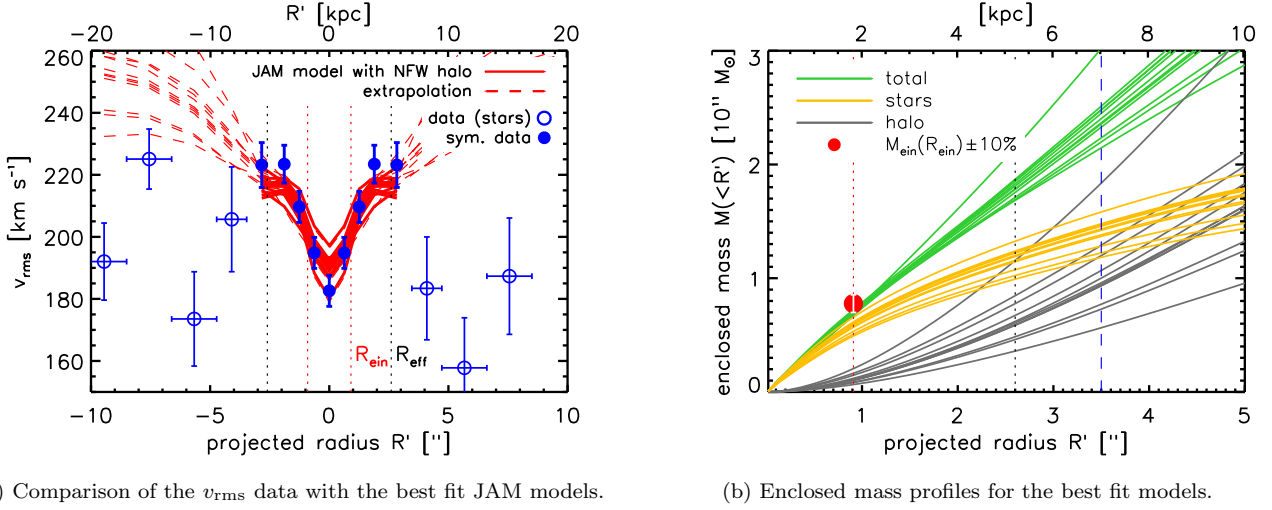 R' [kpc]
-20 -10 0 10 20
260
240
220
200
180
160
v_rms [km s⁻¹]
JAM model with NFW halo
extrapolation
data (stars)
sym. data
R_ein R_eff
-10 -5 0 5 10
projected radius R' ["]
[kpc]
2 4 6 8 10
3
2
1
0
enclosed mass M(<R') [10¹¹ M_⊙]
total
stars
halo
M_ein(R_ein)±10%
1 2 3 4 5
projected radius R' ["]
) Comparison of the v_rms data with the best fit JAM models.
(b) Enclosed mass profiles for the best fit models.